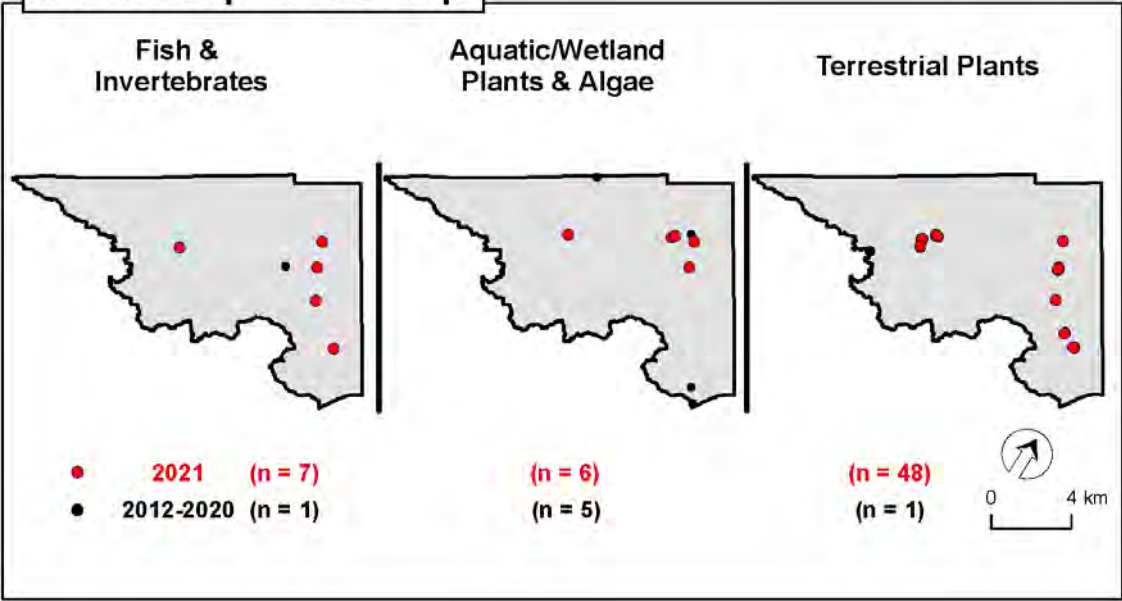 Fish &
Invertebrates
Aquatic/Wetland
Plants & Algae
Terrestrial Plants
2021 (n = 7) (n = 6) (n = 48)
2012-2020 (n = 1) (n = 5) (n = 1)
0 4 km